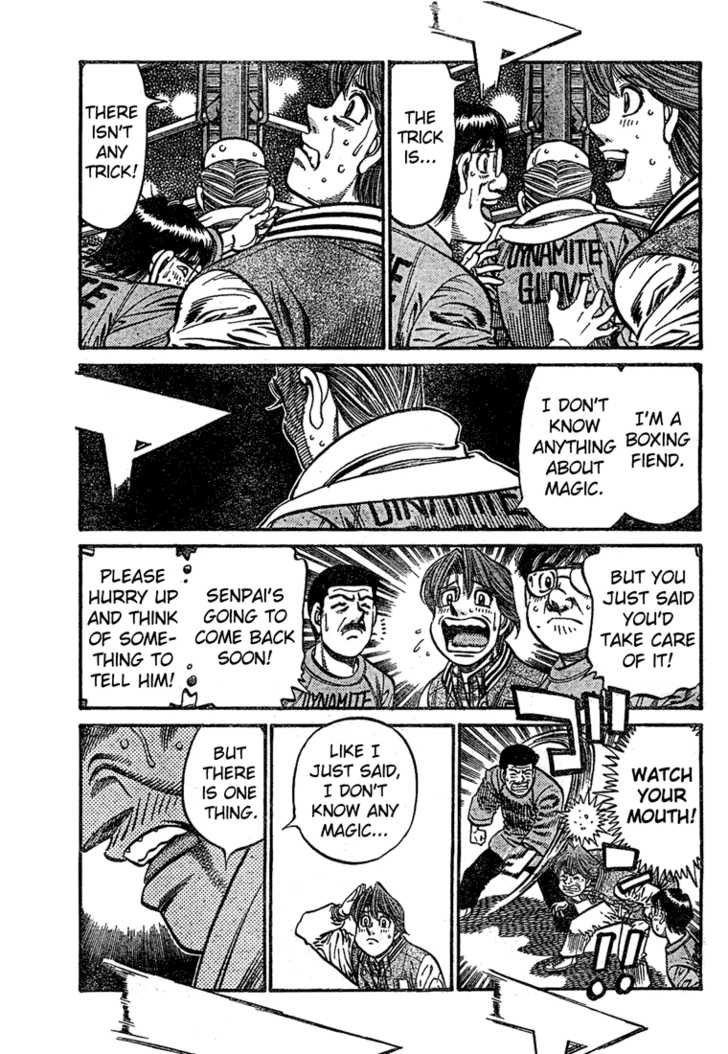 THE
TRICK
IS...
DYNAMITE
GLOVE
E
THERE
ISN'T
ANY
TRICK!
E
I'M A
BOXING
FIEND.
I DON'T
KNOW
ANYTHING
ABOUT
MAGIC.
DYNAMITE
BUT YOU
JUST SAID
YOU'D
TAKE CARE
OF IT!
DYNAMITE
SENPAI'S
GOING TO
COME BACK
SOON!
PLEASE
HURRY UP
AND THINK
OF SOME-
THING TO
TELL HIM!
WATCH
YOUR
MOUTH!
!!
LIKE I
JUST SAID,
I DON'T
KNOW ANY
MAGIC...
BUT
THERE
IS ONE
THING.